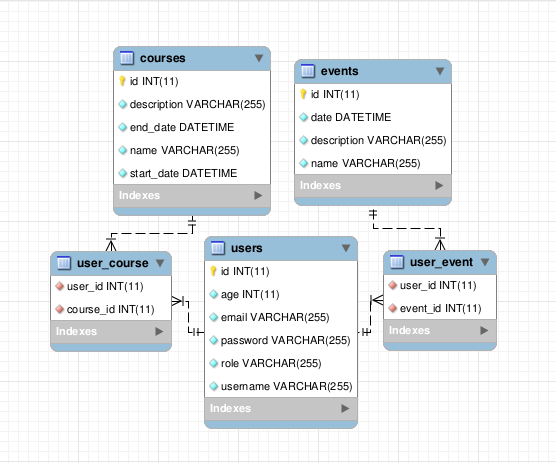 courses
id INT(11)
description VARCHAR(255)
end_date DATETIME
name VARCHAR(255)
start_date DATETIME
Indexes
events
id INT(11)
date DATETIME
description VARCHAR(255)
name VARCHAR(255)
Indexes
user_course
user_id INT(11)
course_id INT(11)
Indexes
users
id INT(11)
age INT(11)
email VARCHAR(255)
password VARCHAR(255)
role VARCHAR(255)
username VARCHAR(255)
Indexes
user_event
user_id INT(11)
event_id INT(11)
Indexes